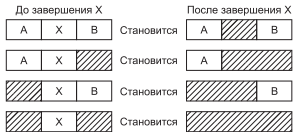 До завершения X После завершения X
A X B Становится A B
A X Становится A
X B Становится B
X Становится